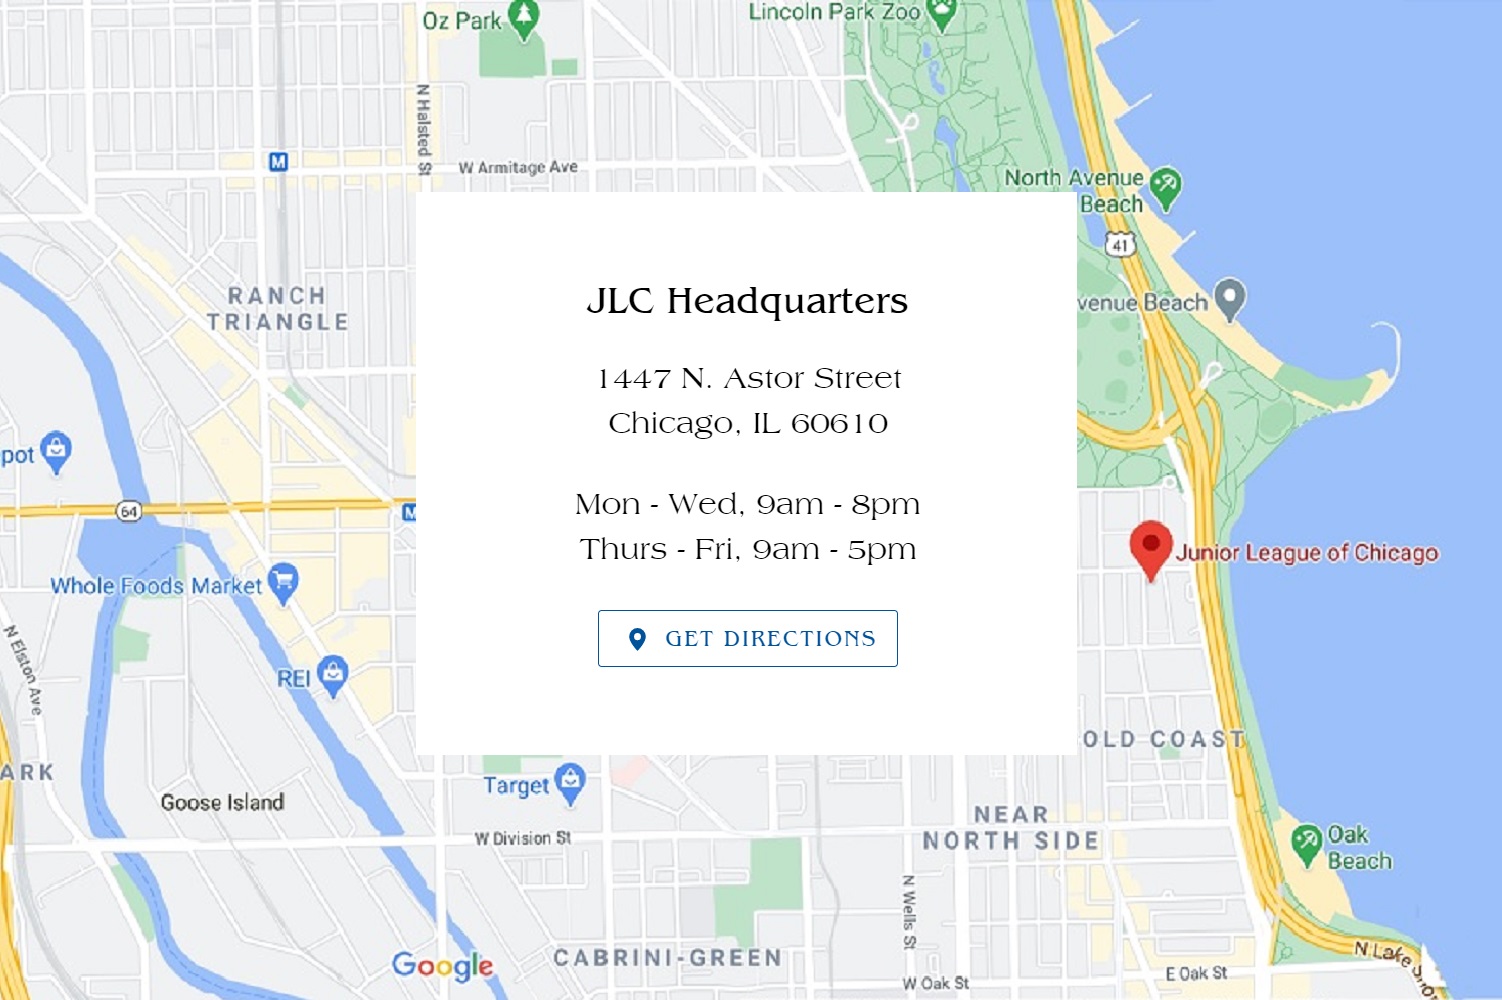 Oz Park
Lincoln Park Zoo
N Halsted St
M
W Armitage Ave
North Avenue
Beach
41
RANCH
TRIANGLE
JLC Headquarters
venue Beach
1447 N. Astor Street
Chicago, IL 60610
pot
64
M
Mon - Wed, 9am - 8pm
Thurs - Fri, 9am - 5pm
Junior League of Chicago
Whole Foods Market
N Elston Ave
GET DIRECTIONS
REI
OLD COAST
ARK
Target
Goose Island
NEAR
NORTH SIDE
W Division St
Oak
Beach
N Wells St
CABRINI-GREEN
Google
W Oak St
E Oak St
N Lake Sho